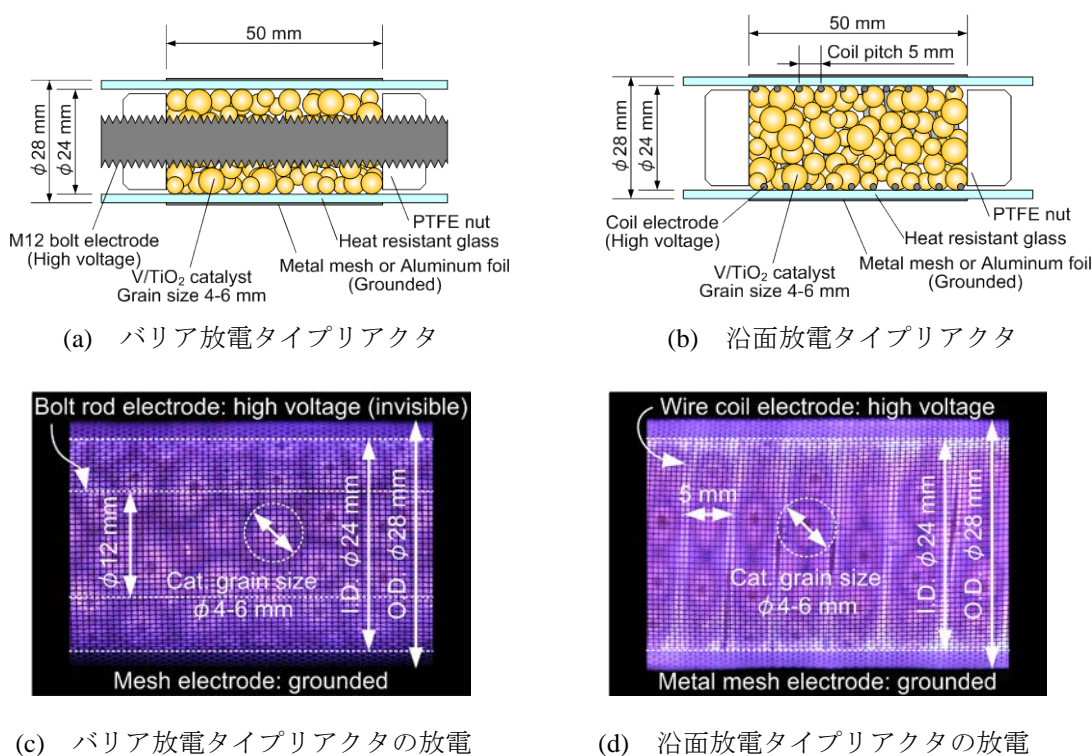 50 mm
φ28 mm
φ24 mm
M12 bolt electrode
(High voltage)
V/TiO₂ catalyst
Grain size 4-6 mm
PTFE nut
Heat resistant glass
Metal mesh or Aluminum foil
(Grounded)
(a) バリア放電タイプリアクタ
50 mm
Coil pitch 5 mm
φ28 mm
φ24 mm
Coil electrode
(High voltage)
V/TiO₂ catalyst
Grain size 4-6 mm
PTFE nut
Heat resistant glass
Metal mesh or Aluminum foil
(Grounded)
(b) 沿面放電タイプリアクタ
Bolt rod electrode: high voltage (invisible)
φ12 mm
Cat. grain size
φ4-6 mm
I.D. φ24 mm
O.D. φ28 mm
Mesh electrode: grounded
(c) バリア放電タイプリアクタの放電
Wire coil electrode: high voltage
5 mm
Cat. grain size
φ4-6 mm
I.D. φ24 mm
O.D. φ28 mm
Metal mesh electrode: grounded
(d) 沿面放電タイプリアクタの放電